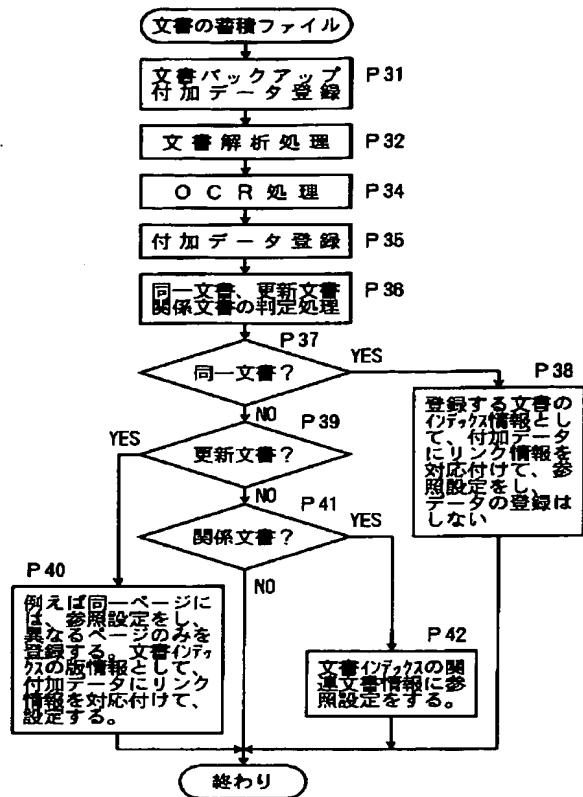 文書の蓄積ファイル
文書バックアップ
付加データ登録
P31
文書解析処理
P32
OCR処理
P34
付加データ登録
P35
同一文書、更新文書
関係文書の判定処理
P36
P37
同一文書?
YES
NO
P38
登録する文書の
インデックス情報とし
て、付加データ
にリンク情報を
対応付けて、参
照設定をし、
データの登録は
しない
P39
更新文書?
YES
NO
P41
関係文書?
YES
NO
P40
例えば同一ページに
は、参照設定をし、
異なるページのみを
登録する。文書インデッ
クスの版情報として、
付加データにリンク
情報を対応付けて、
設定する。
P42
文書インデックスの関
連文書情報に参
照設定をする。
終わり